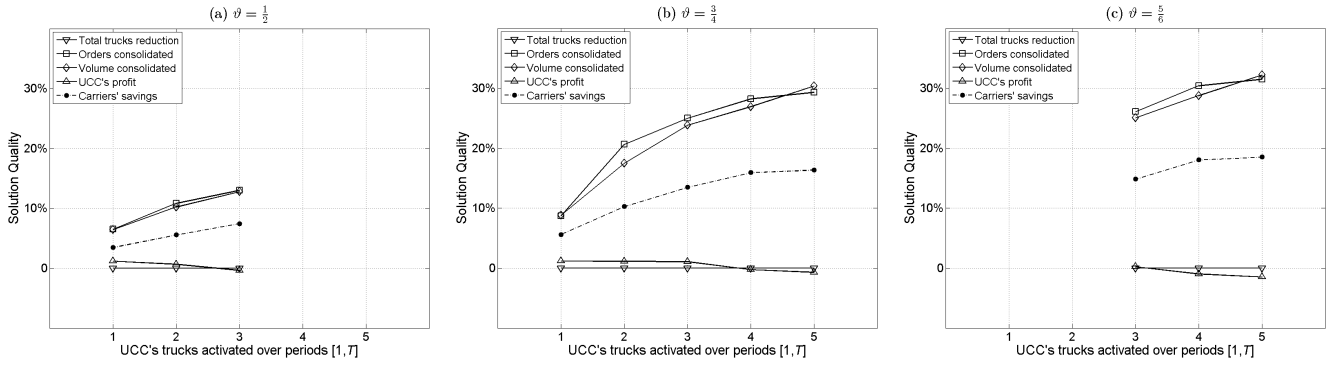 (a) ϑ = 1/2
Total trucks reduction
Orders consolidated
Volume consolidated
UCC's profit
Carriers' savings
30%
20%
10%
0
Solution Quality
1 2 3 4 5
UCC's trucks activated over periods [1,T]
(b) ϑ = 3/4
Total trucks reduction
Orders consolidated
Volume consolidated
UCC's profit
Carriers' savings
30%
20%
10%
0
Solution Quality
1 2 3 4 5
UCC's trucks activated over periods [1,T]
(c) ϑ = 5/6
Total trucks reduction
Orders consolidated
Volume consolidated
UCC's profit
Carriers' savings
30%
20%
10%
0
Solution Quality
1 2 3 4 5
UCC's trucks activated over periods [1,T]